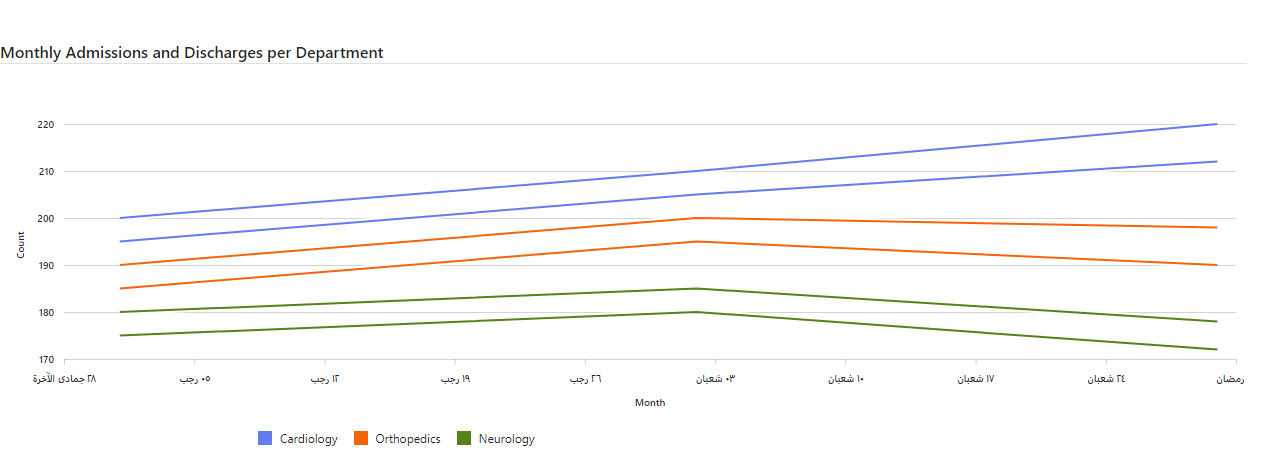 Monthly Admissions and Discharges per Department
220
210
200
190
180
170
Count
٢٨ جمادى الآخرة ٠٥ رجب ١٢ رجب ١٩ رجب ٢٦ رجب ٠٣ شعبان ١٠ شعبان ١٧ شعبان ٢٤ شعبان رمضان
Month
Cardiology Orthopedics Neurology